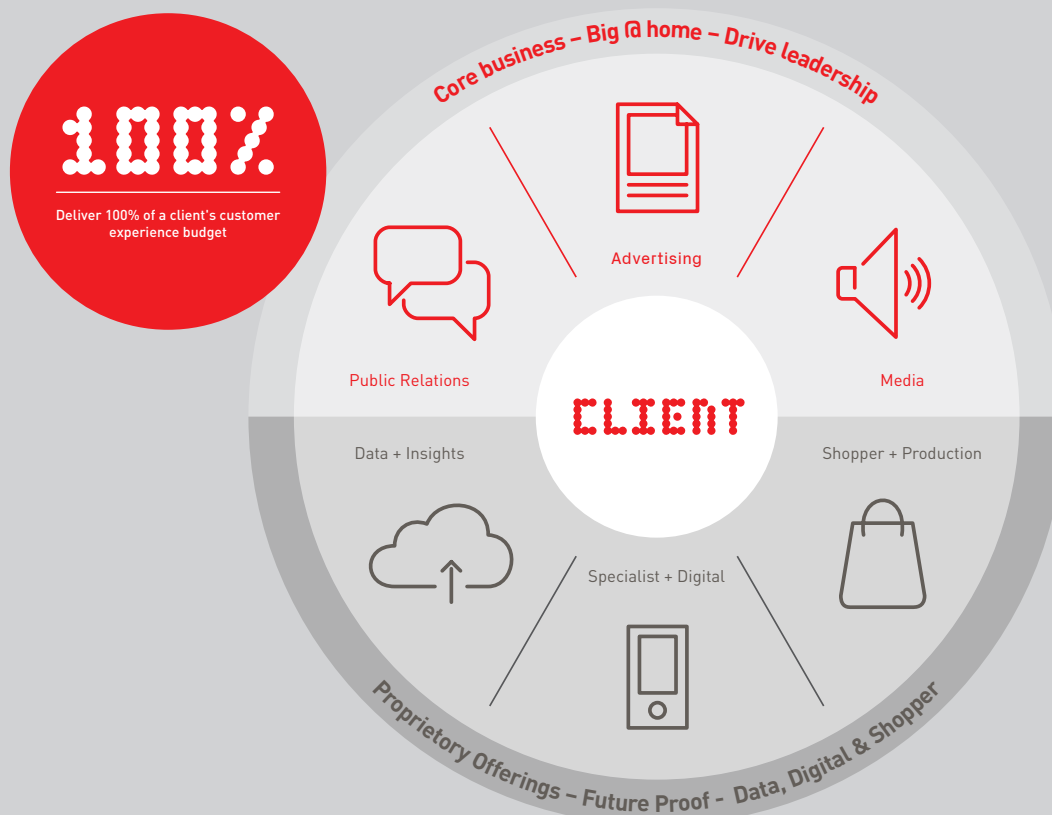 100%
Deliver 100% of a client's customer
experience budget
Core business – Big @ home – Drive leadership
Advertising
Public Relations
Media
CLIENT
Data + Insights
Shopper + Production
Specialist + Digital
Proprietory Offerings – Future Proof - Data, Digital & Shopper